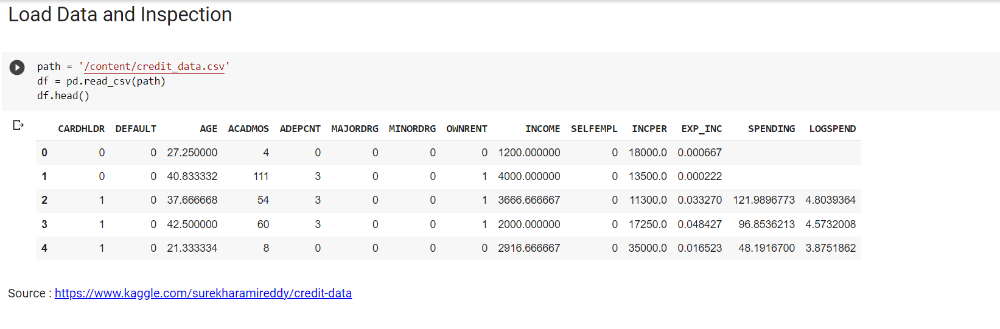 Load Data and Inspection
path = '/content/credit_data.csv'
df = pd.read_csv(path)
df.head()
CARDHLDR DEFAULT AGE ACADMOS ADEPCNT MAJORDRG MINORDRG OWNRENT INCOME SELFEMPL INCPER EXP_INC SPENDING LOGSPEND
0 0 0 27.250000 4 0 0 0 0 1200.000000 0 18000.0 0.000667
1 0 0 40.833332 111 3 0 0 1 4000.000000 0 13500.0 0.000222
2 1 0 37.666668 54 3 0 0 1 3666.666667 0 11300.0 0.033270 121.9896773 4.8039364
3 1 0 42.500000 60 3 0 0 1 2000.000000 0 17250.0 0.048427 96.8536213 4.5732008
4 1 0 21.333334 8 0 0 0 0 2916.666667 0 35000.0 0.016523 48.1916700 3.8751862
Source : https://www.kaggle.com/surekharamireddy/credit-data